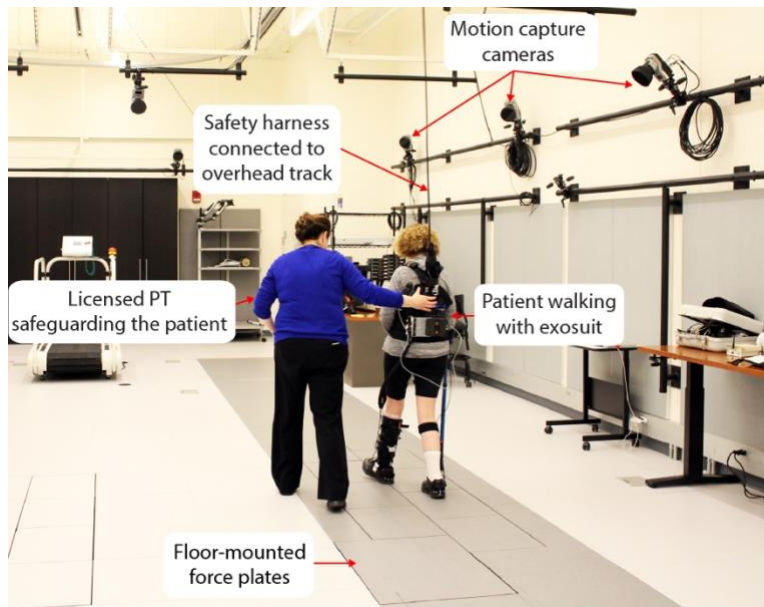 Motion capture
cameras
Safety harness
connected to
overhead track
Licensed PT
safeguarding the patient
Patient walking
with exosuit
Floor-mounted
force plates